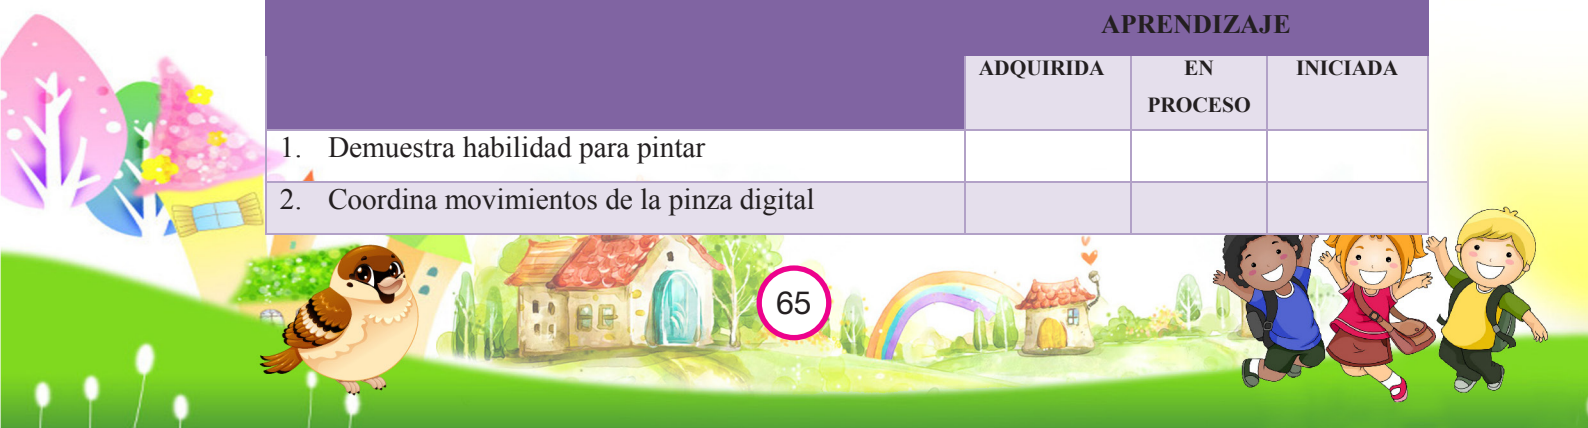 APRENDIZAJE
ADQUIRIDA EN PROCESO INICIADA
1. Demuestra habilidad para pintar
2. Coordina movimientos de la pinza digital
65